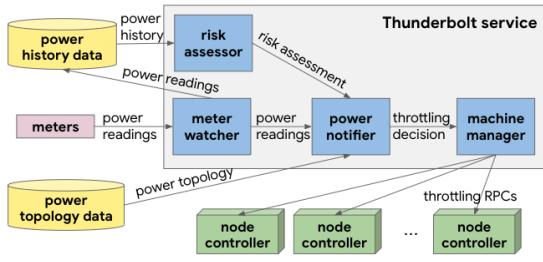 Thunderbolt service
power
history data
power
history
risk
assessor
risk assessment
power readings
meters
power
readings
meter
watcher
power
readings
power
notifier
throttling
decision
machine
manager
power
topology data
power topology
throttling RPCs
node
controller
node
controller
...
node
controller